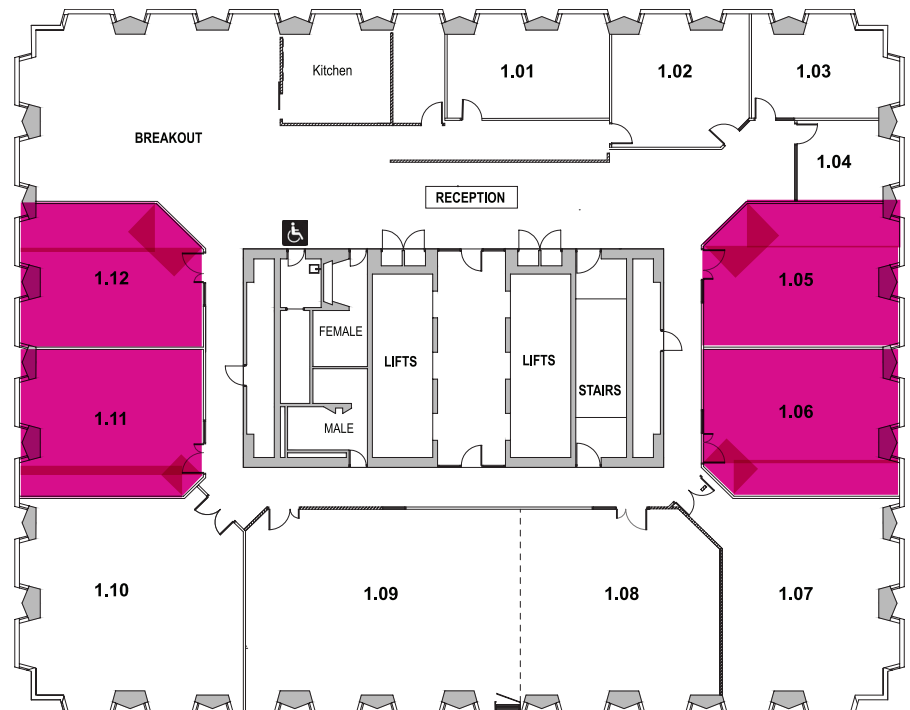 Kitchen
1.01
1.02
1.03
BREAKOUT
1.04
RECEPTION
1.12
1.05
FEMALE
LIFTS
LIFTS
STAIRS
1.11
MALE
1.06
1.10
1.09
1.08
1.07